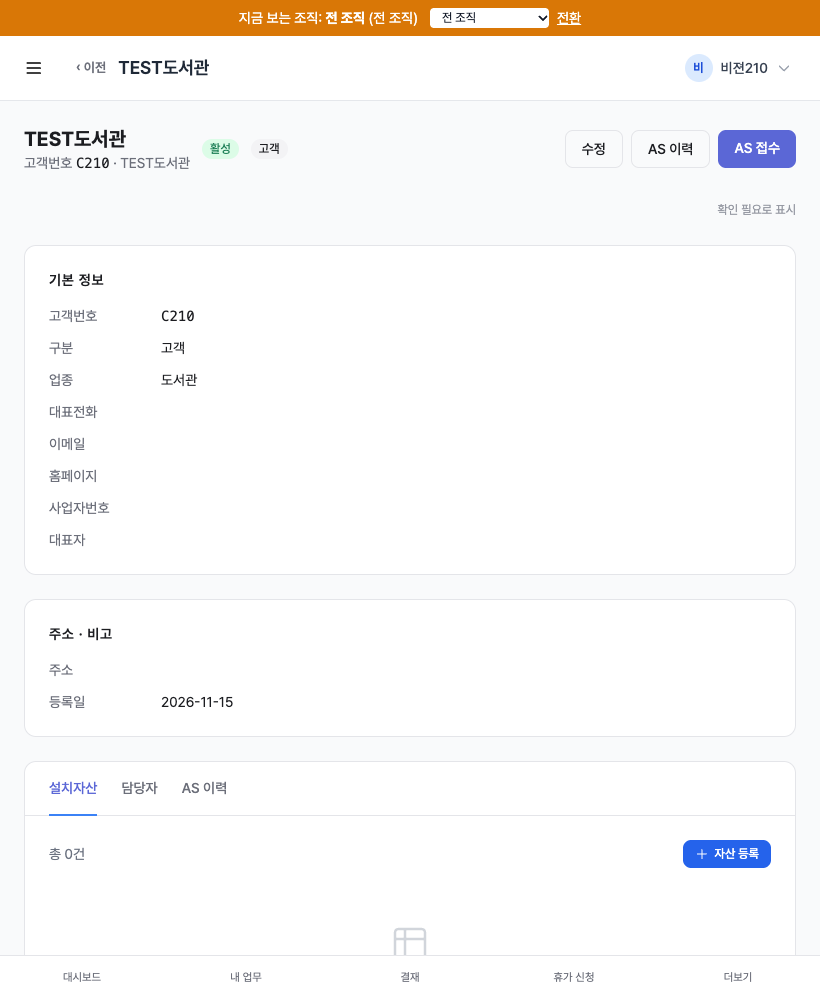 지금 보는 조직: 전 조직 (전 조직) 전 조직 전환
‹ 이전 TEST도서관 비 비젼210
TEST도서관
고객번호 C210 · TEST도서관
활성 고객
수정 AS 이력 AS 접수
확인 필요로 표시
기본 정보
고객번호 C210
구분 고객
업종 도서관
대표전화
이메일
홈페이지
사업자번호
대표자
주소 · 비고
주소
등록일 2026-11-15
설치자산 담당자 AS 이력
총 0건 자산 등록
대시보드 내 업무 결재 휴가 신청 더보기